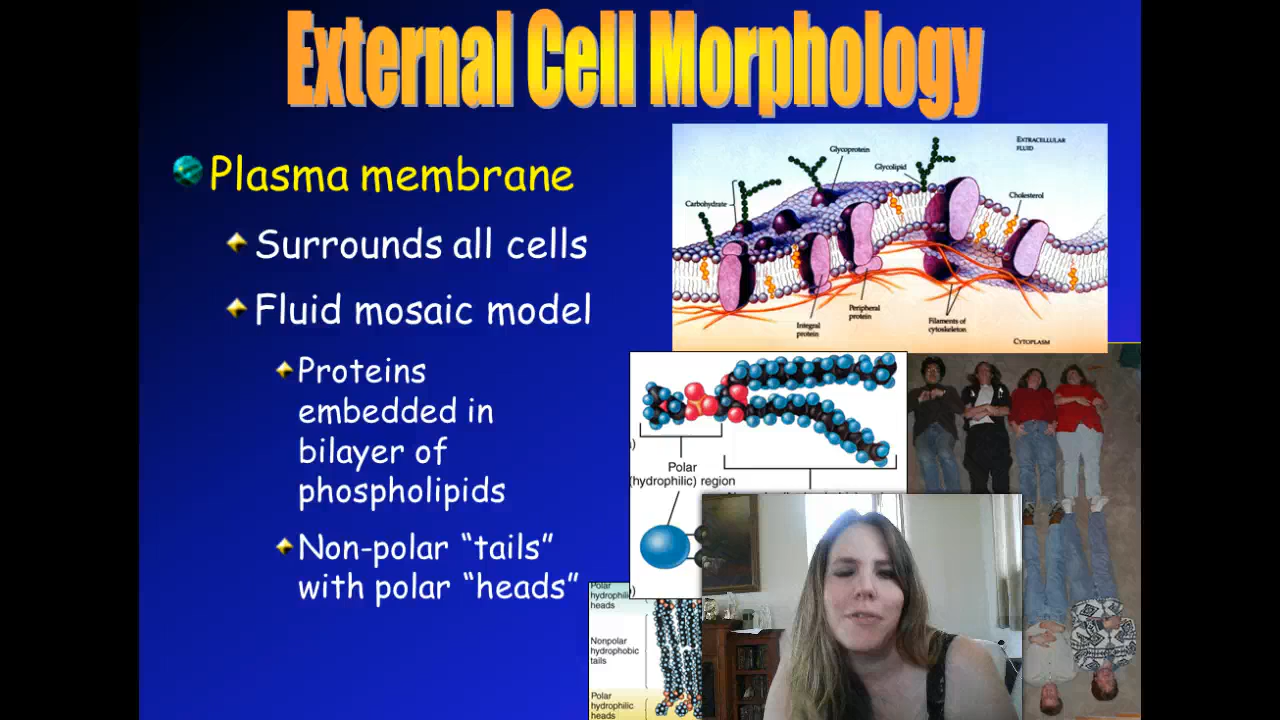 External Cell Morphology
Plasma membrane
Surrounds all cells
Fluid mosaic model
Proteins
embedded in
bilayer of
phospholipids
Non-polar “tails”
with polar “heads”
Glycoprotein
EXTRACELLULAR
FLUID
Glycolipid
Carbohydrate
Cholesterol
Integral
protein
Peripheral
protein
Filaments of
cytoskeleton
CYTOPLASM
)
Polar
(hydrophilic) region
)
Polar
hydrophilic
heads
Nonpolar
hydrophobic
tails
Polar
hydrophilic
heads